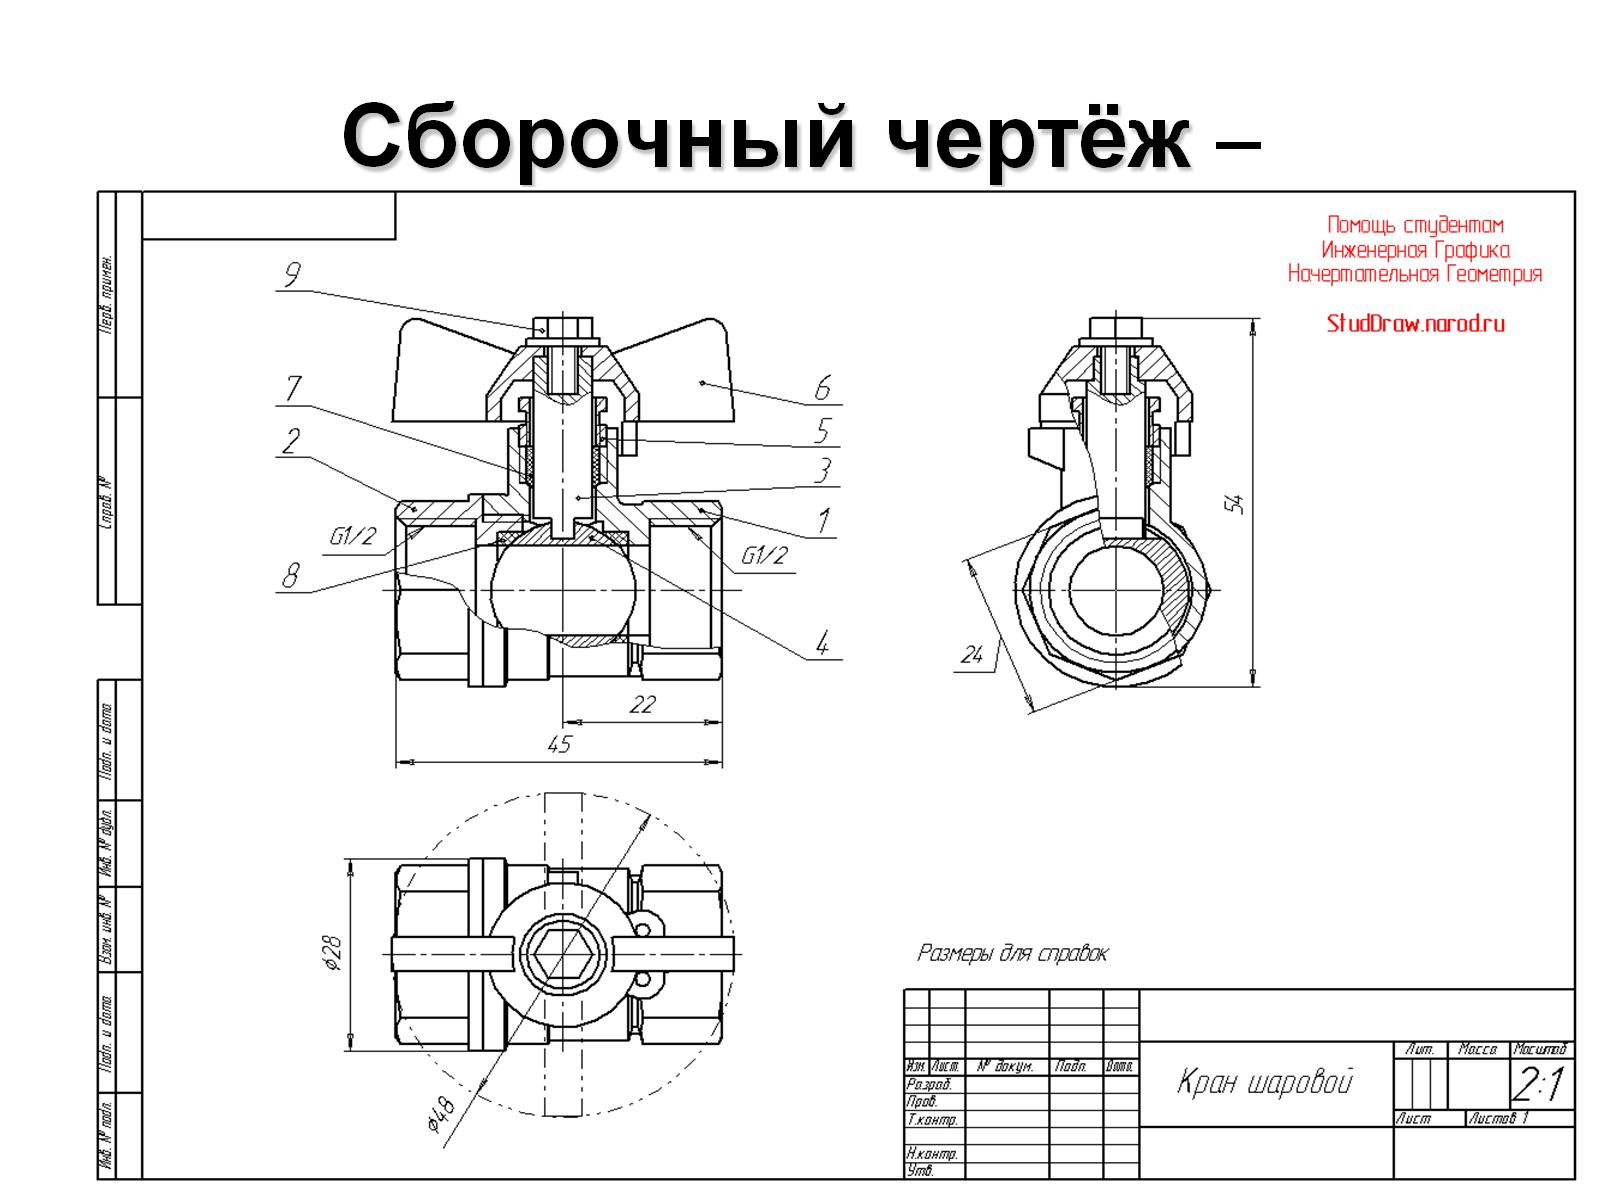 Сборочный чертёж –
Помощь студентам
Инженерная Графика
Начертательная Геометрия
StudDraw.narod.ru
Перв. примен.
Справ. №
Подп. и дата
Инв. № дубл.
Взам. инв. №
Подп. и дата
Инв. № подл.
9
7
2
G1/2
8
6
5
3
1
G1/2
4
22
45
54
24
⌀28
⌀48
Размеры для справок
Изм. Лист № докум. Подп. Дата
Разраб.
Пров.
Т.контр.
Н.контр.
Утв.
Кран шаровой
Лит. Масса Масштаб
2:1
Лист Листов 1